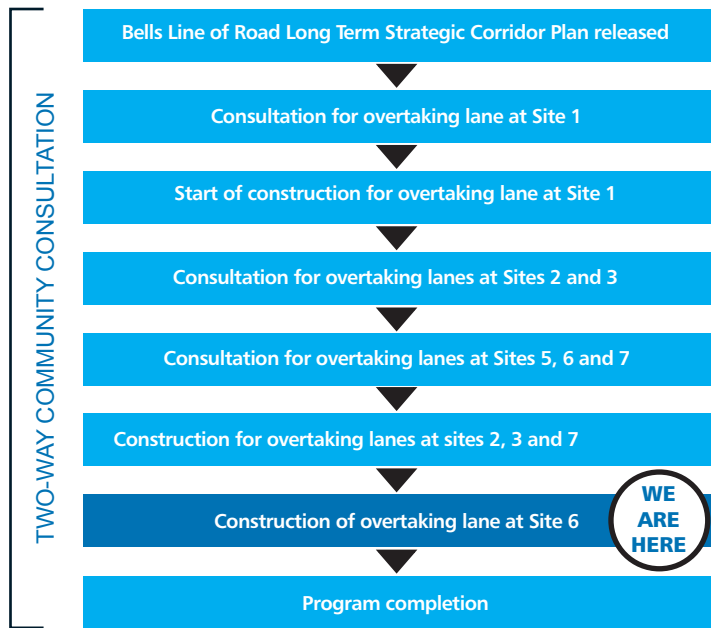 TWO-WAY COMMUNITY CONSULTATION
Bells Line of Road Long Term Strategic Corridor Plan released
Consultation for overtaking lane at Site 1
Start of construction for overtaking lane at Site 1
Consultation for overtaking lanes at Sites 2 and 3
Consultation for overtaking lanes at Sites 5, 6 and 7
Construction for overtaking lanes at sites 2, 3 and 7
Construction of overtaking lane at Site 6
WE
ARE
HERE
Program completion